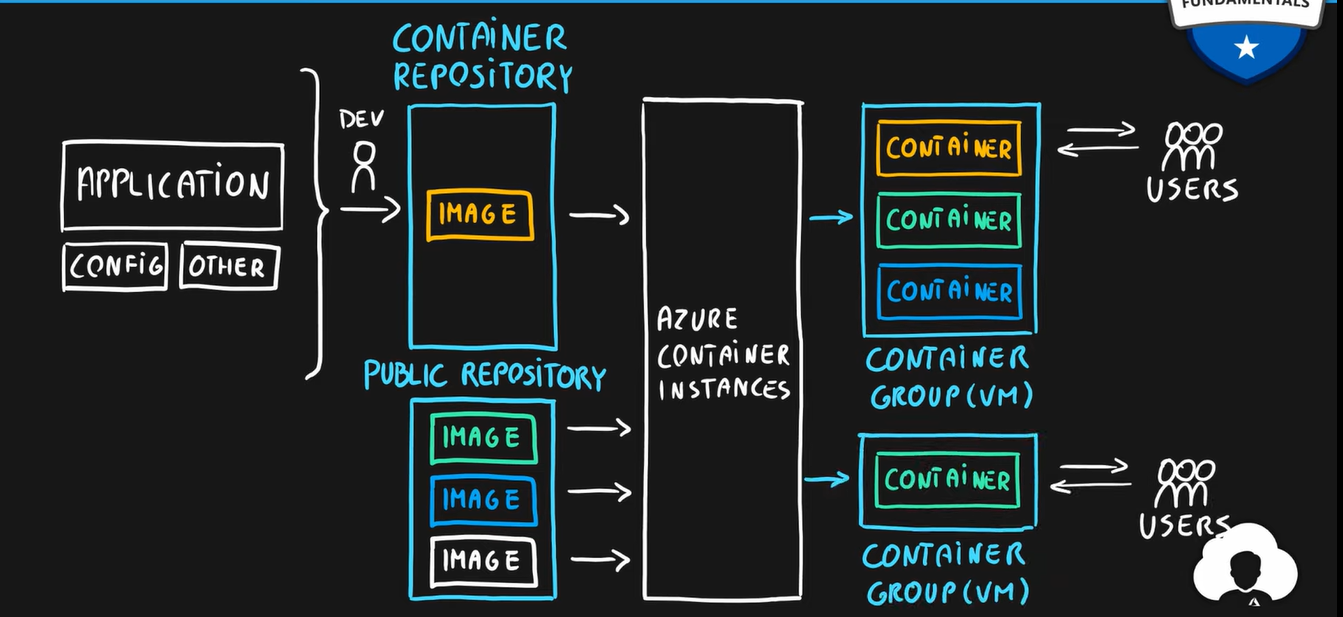 FUNDAMENTALS
CONTAINER
REPOSITORY
DEV
APPLICATION
CONFIG
OTHER
IMAGE
PUBLIC REPOSITORY
IMAGE
IMAGE
IMAGE
AZURE
CONTAINER
INSTANCES
CONTAINER
CONTAINER
CONTAINER
CONTAINER
GROUP (VM)
USERS
CONTAINER
CONTAINER
GROUP (VM)
USERS